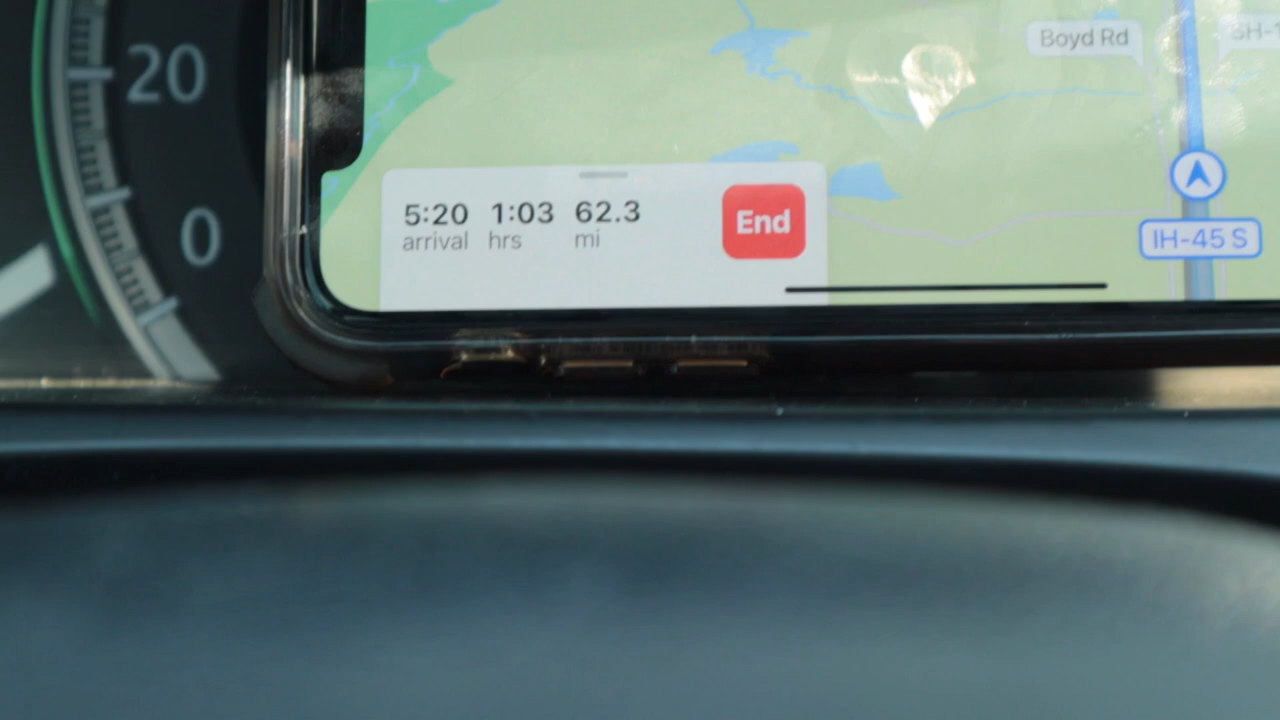 20
0
Boyd Rd
5:20 1:03 62.3
arrival hrs mi
End
IH-45 S